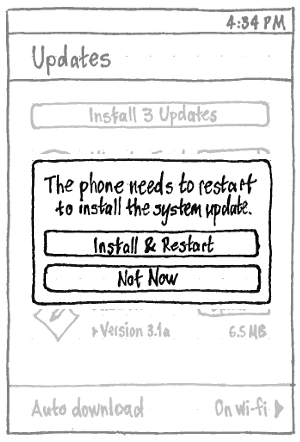 4:34 PM
Updates
Install 3 Updates
The phone needs to restart
to install the system update.
Install & Restart
Not Now
▸Version 3.1a 6.5 MB
Auto download On wi-fi ▶